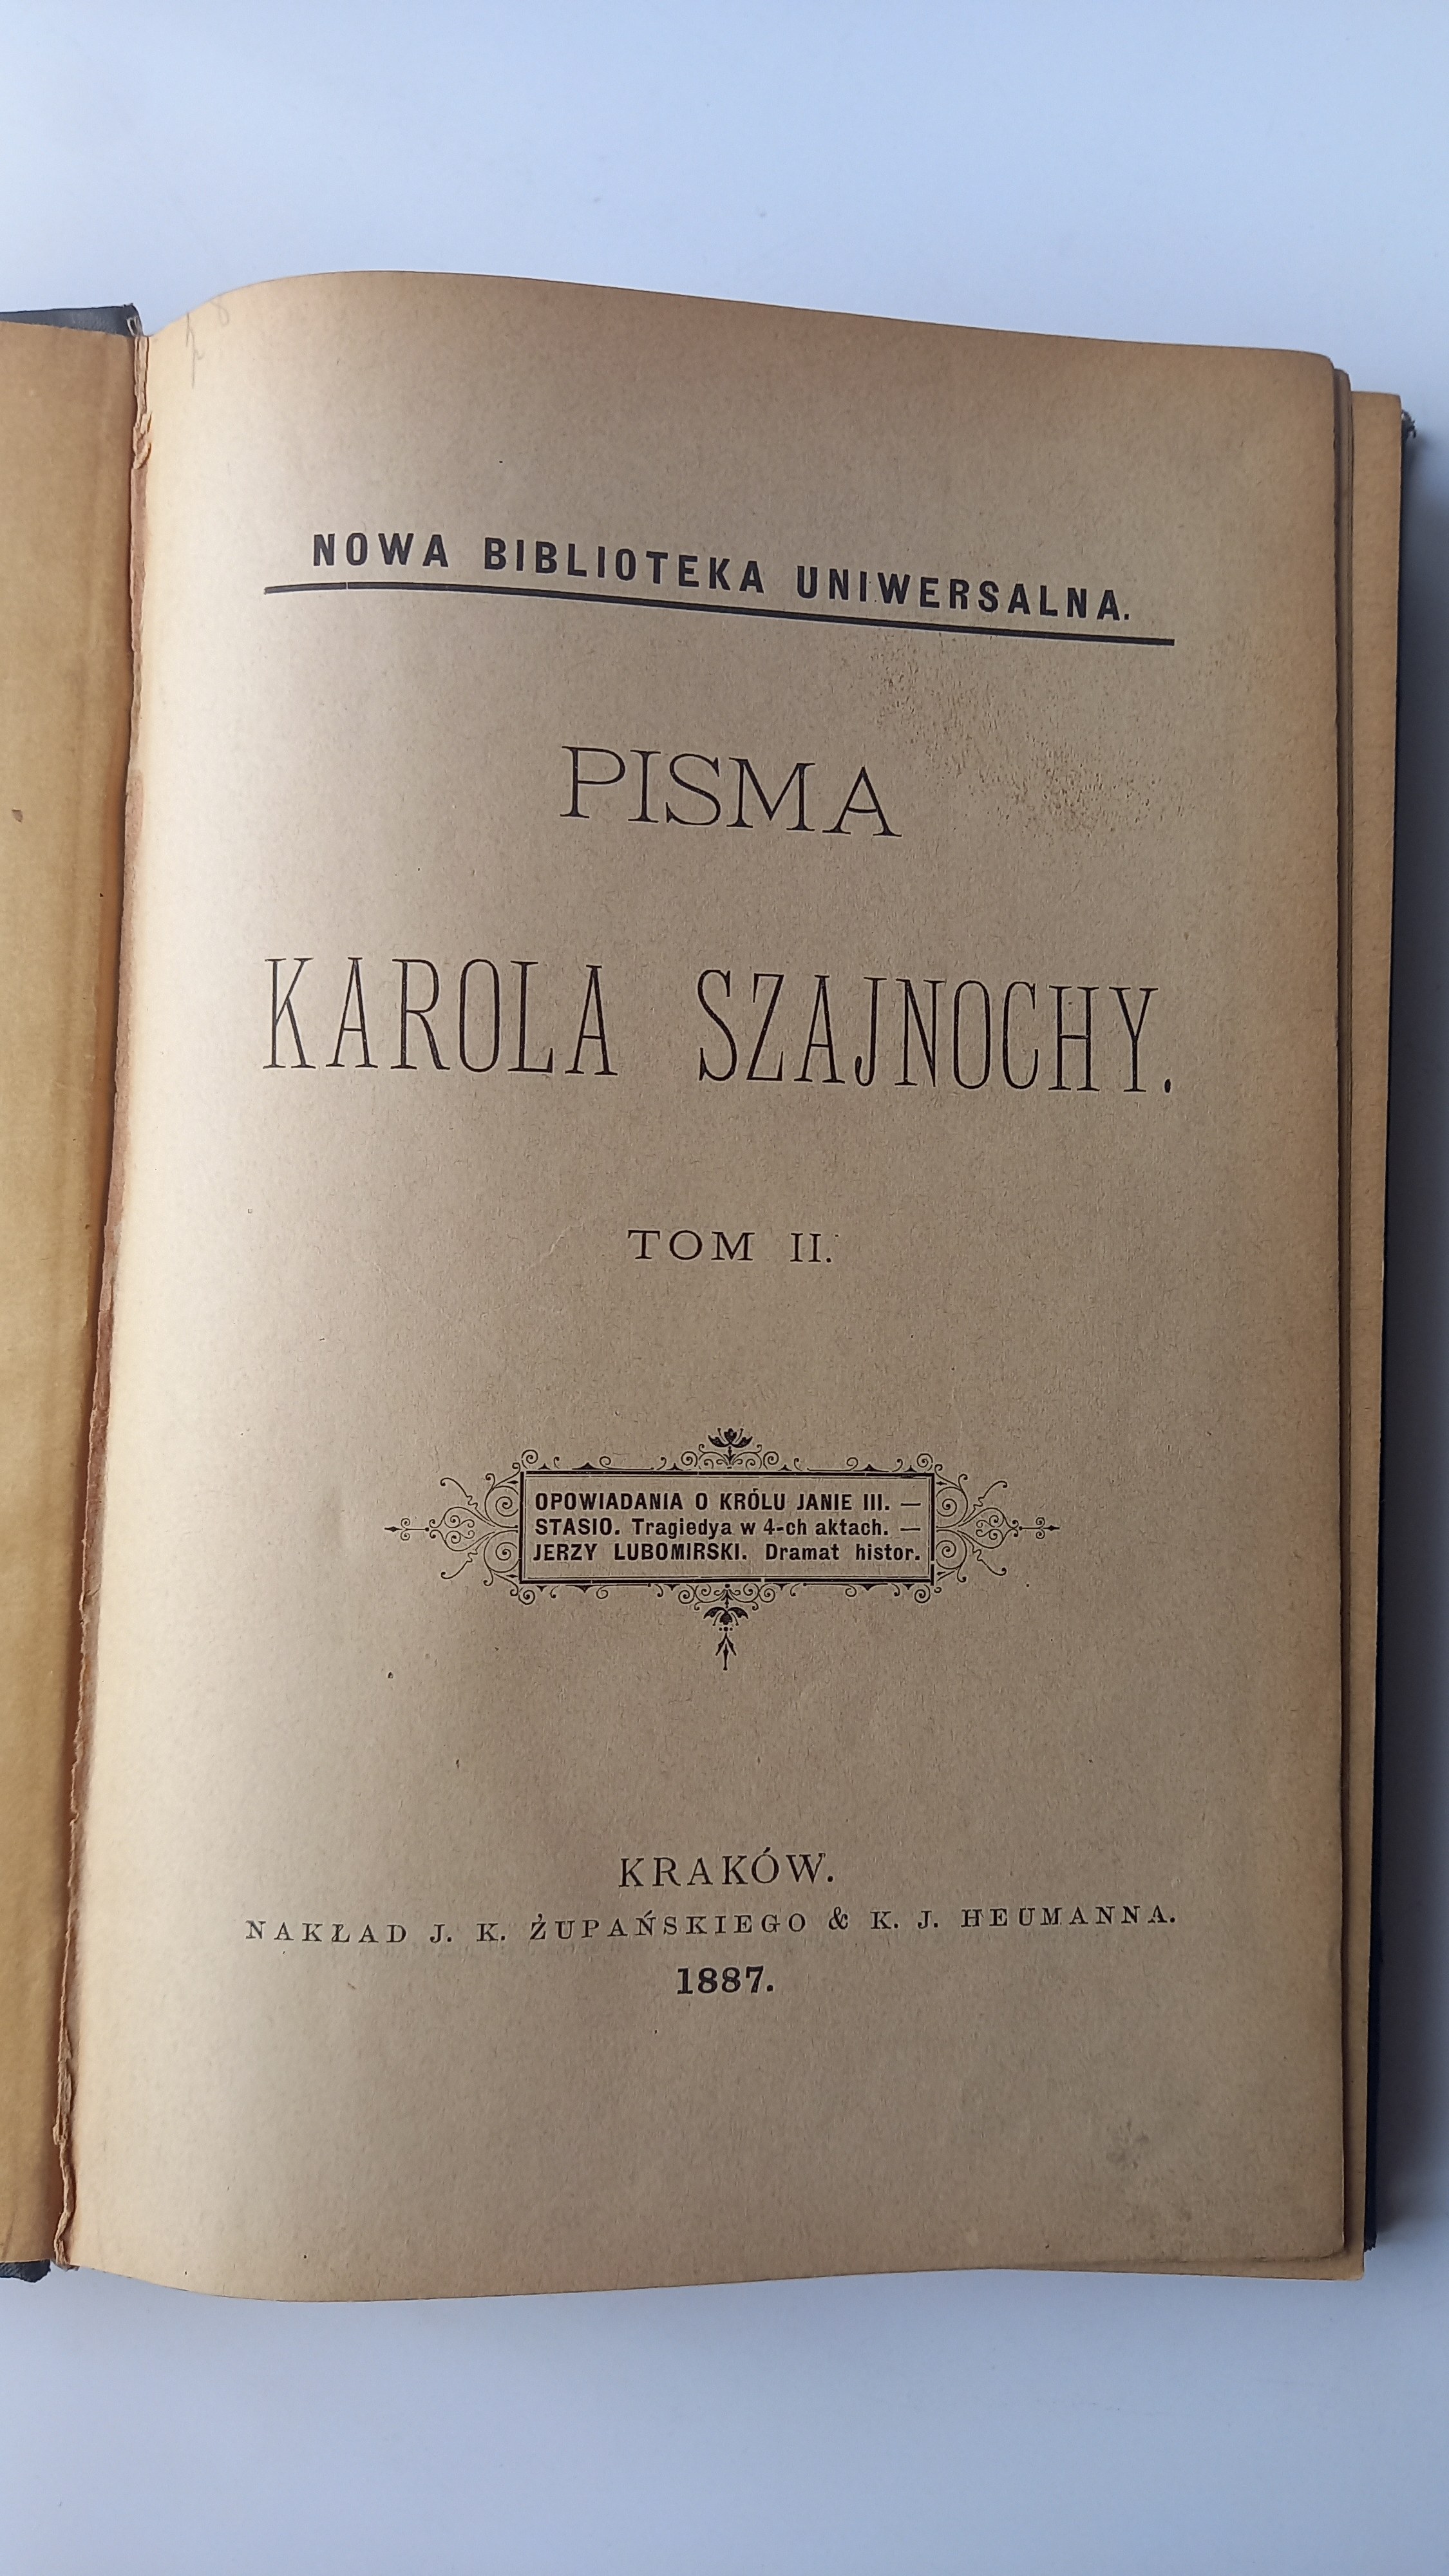 NOWA BIBLIOTEKA UNIWERSALNA.
PISMA
KAROLA SZAJNOCHY.
TOM II.
OPOWIADANIA O KRÓLU JANIE III. —
STASIO. Tragiedya w 4-ch aktach. —
JERZY LUBOMIRSKI. Dramat histor.
KRAKÓW.
NAKŁAD J. K. ŻUPAŃSKIEGO & K. J. HEUMANNA.
1887.